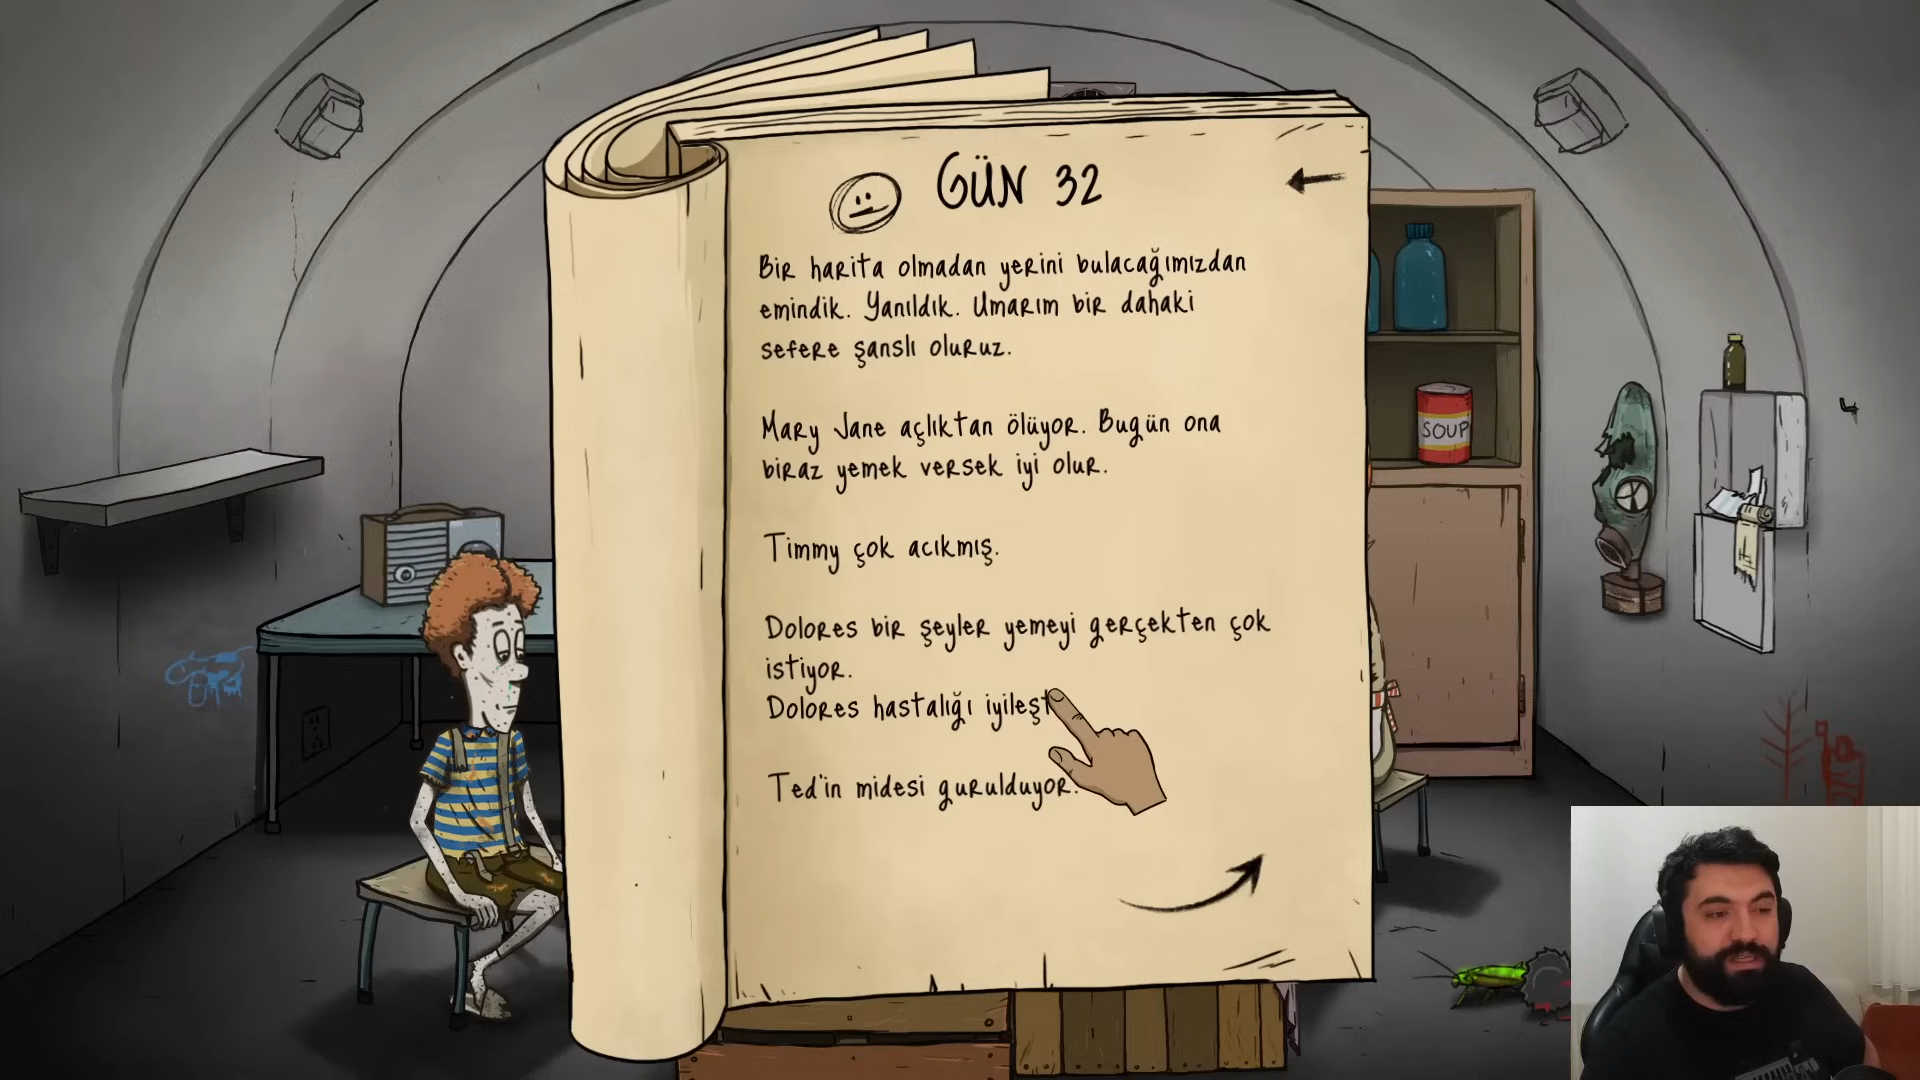 GÜN 32
Bir harita olmadan yerini bulacağımızdan
emindik. Yanıldık. Umarım bir dahaki
sefere şanslı oluruz.
Mary Jane açlıktan ölüyor. Bugün ona
biraz yemek versek iyi olur.
Timmy çok acıkmış.
Dolores bir şeyler yemeyi gerçekten çok
istiyor.
Dolores hastalığı iyileşt
Ted'in midesi gurulduyor.
SOUP